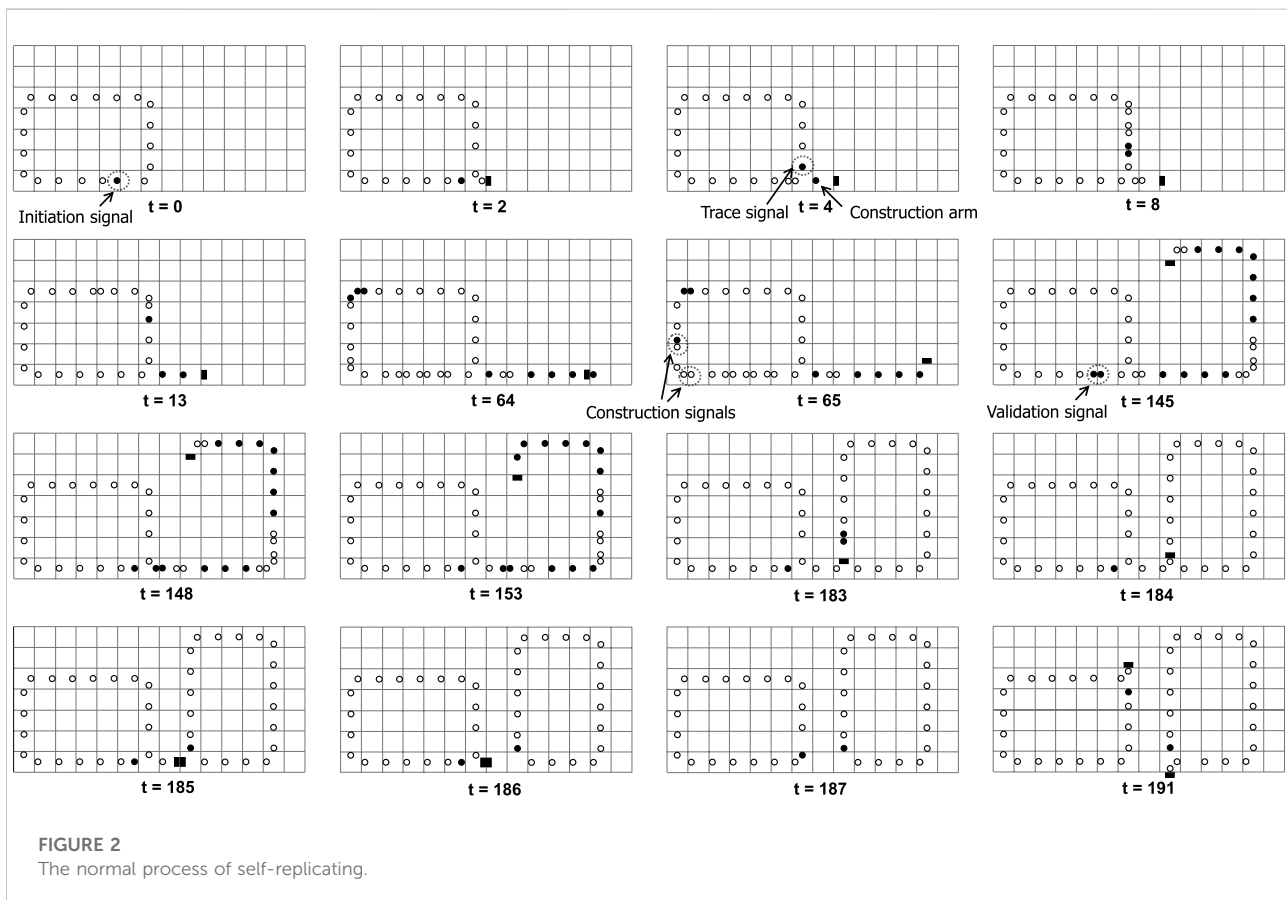 Initiation signal
t = 0
t = 2
Trace signal
t = 4
Construction arm
t = 8
t = 13
t = 64
Construction signals
t = 65
Validation signal
t = 145
t = 148
t = 153
t = 183
t = 184
t = 185
t = 186
t = 187
t = 191
FIGURE 2
The normal process of self-replicating.